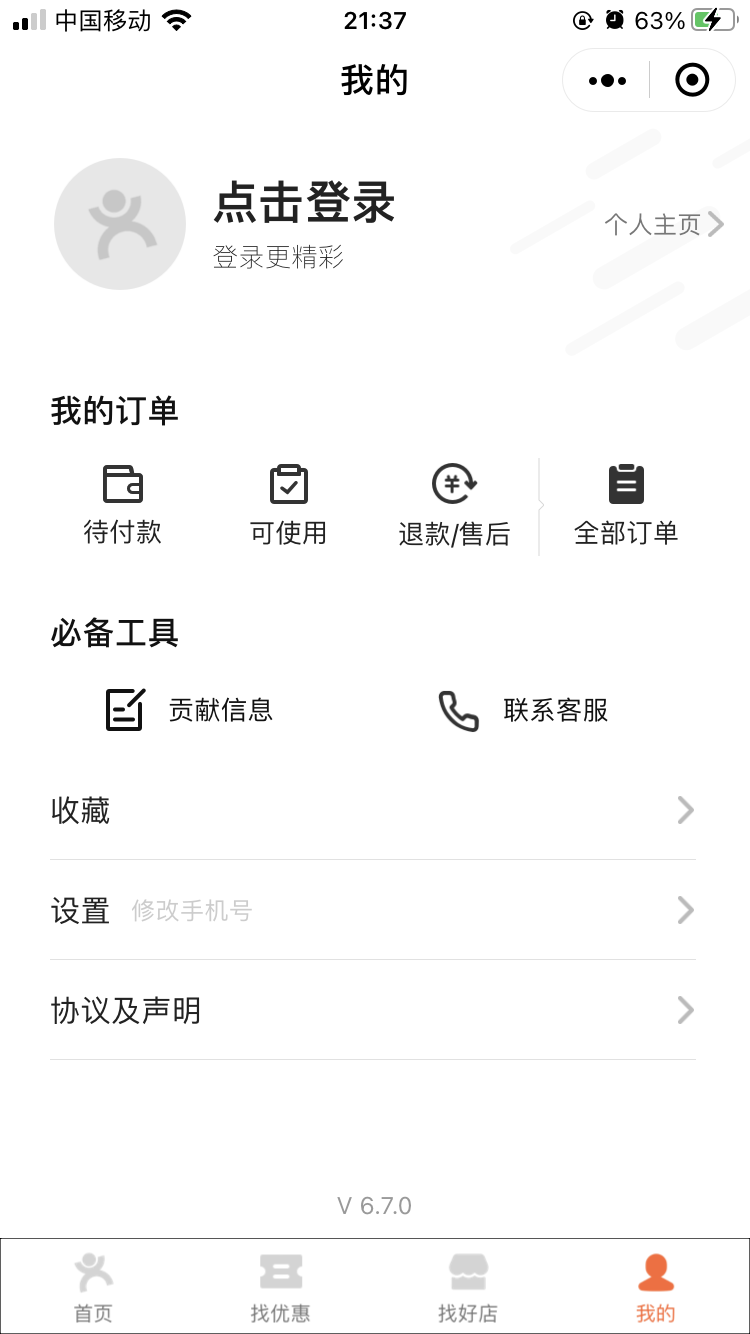 中国移动 21:37 63%
我的
点击登录
登录更精彩
个人主页
我的订单
待付款 可使用 退款/售后 全部订单
必备工具
贡献信息 联系客服
收藏
设置 修改手机号
协议及声明
V 6.7.0
首页 找优惠 找好店 我的